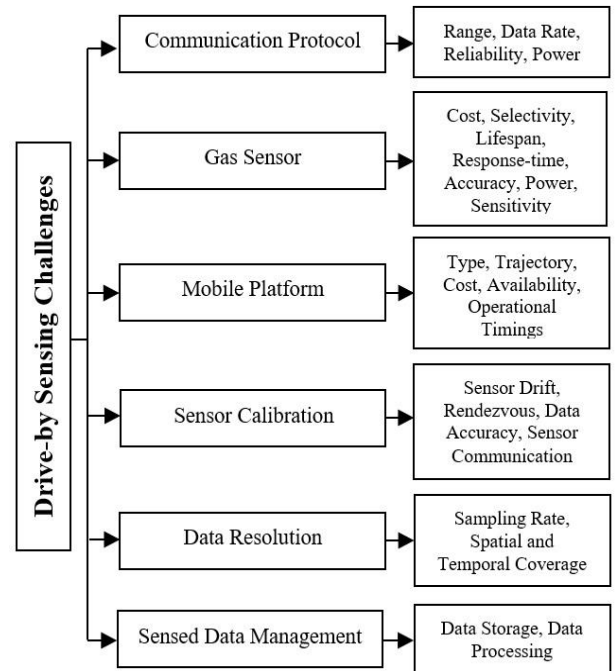 Drive-by Sensing Challenges
Communication Protocol
Range, Data Rate,
Reliability, Power
Gas Sensor
Cost, Selectivity,
Lifespan,
Response-time,
Accuracy, Power,
Sensitivity
Mobile Platform
Type, Trajectory,
Cost, Availability,
Operational
Timings
Sensor Calibration
Sensor Drift,
Rendezvous, Data
Accuracy, Sensor
Communication
Data Resolution
Sampling Rate,
Spatial and
Temporal Coverage
Sensed Data Management
Data Storage, Data
Processing